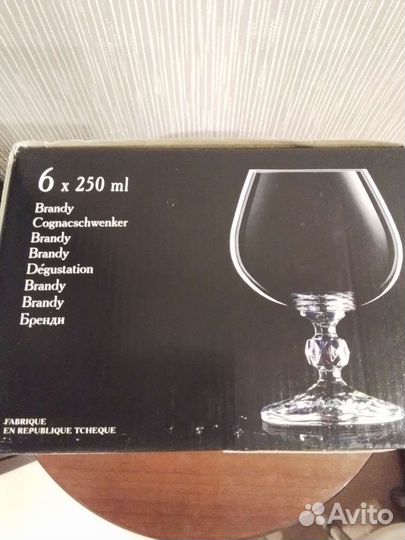 6 x 250 ml
Brandy
Cognacschwenker
Brandy
Brandy
Dégustation
Brandy
Brandy
Бренди
.FABRIQUE
EN REPUBLIQUE TCHEQUE
Avito